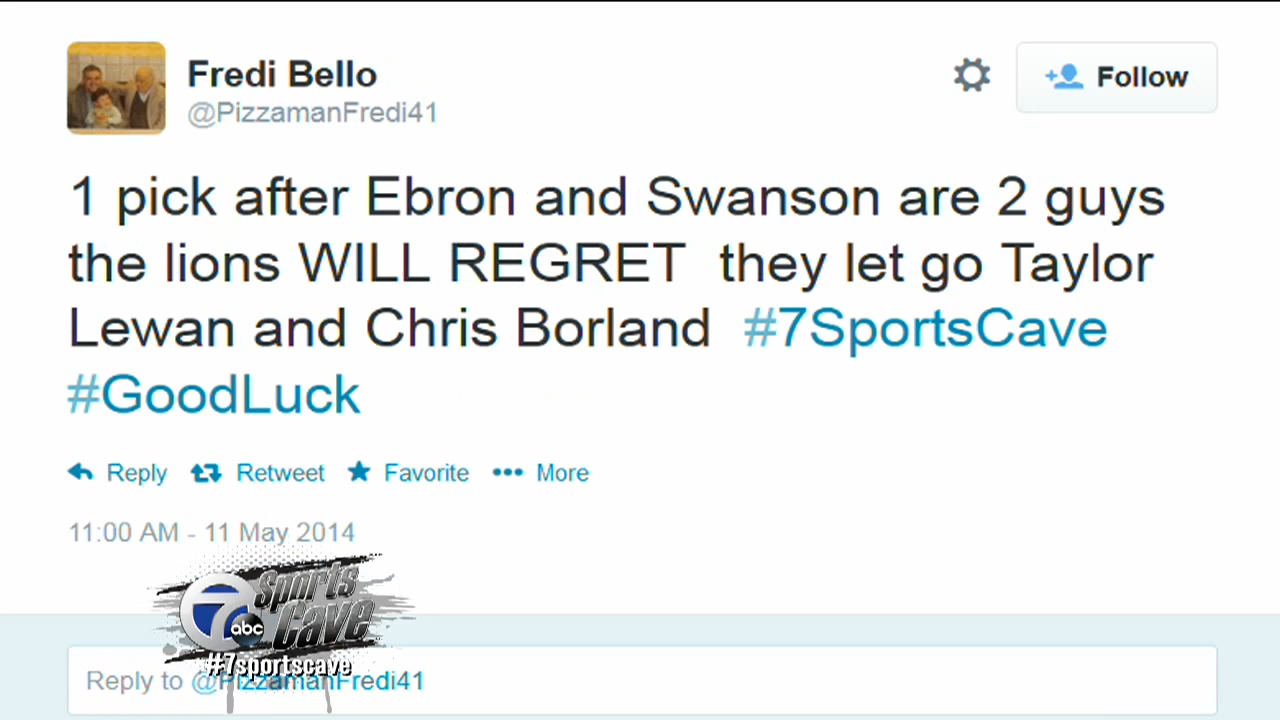 Fredi Bello
@PizzamanFredi41
Follow
1 pick after Ebron and Swanson are 2 guys
the lions WILL REGRET they let go Taylor
Lewan and Chris Borland #7SportsCave
#GoodLuck
Reply Retweet Favorite More
11:00 AM - 11 May 2014
Sports
7 abc Cave
#7sportscave
Reply to @PizzamanFredi41